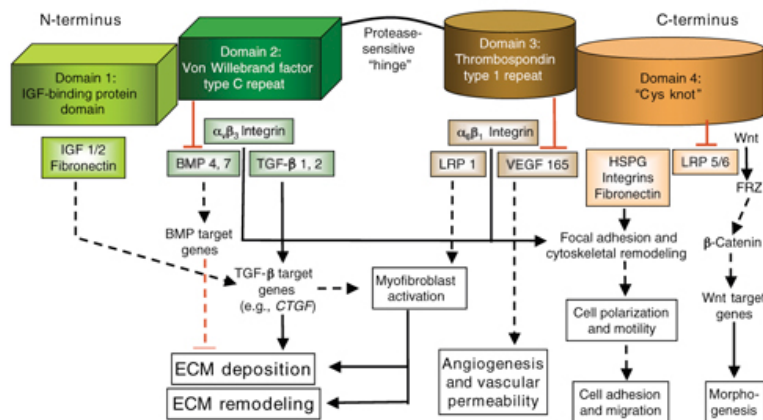 N-terminus
C-terminus
Domain 1:
IGF-binding protein
domain
Domain 2:
Von Willebrand factor
type C repeat
Protease-
sensitive
“hinge”
Domain 3:
Thrombospondin
type 1 repeat
Domain 4:
“Cys knot”
IGF 1/2
Fibronectin
αvβ3 Integrin
BMP 4, 7
TGF-β 1, 2
α6β1 Integrin
LRP 1
VEGF 165
HSPG
Integrins
Fibronectin
LRP 5/6
Wnt
FRZ
β-Catenin
Wnt target
genes
Morpho-
genesis
BMP target
genes
TGF-β target
genes
(e.g., CTGF)
Myofibroblast
activation
Focal adhesion and
cytoskeletal remodeling
Cell polarization
and motility
Cell adhesion
and migration
ECM deposition
ECM remodeling
Angiogenesis
and vascular
permeability